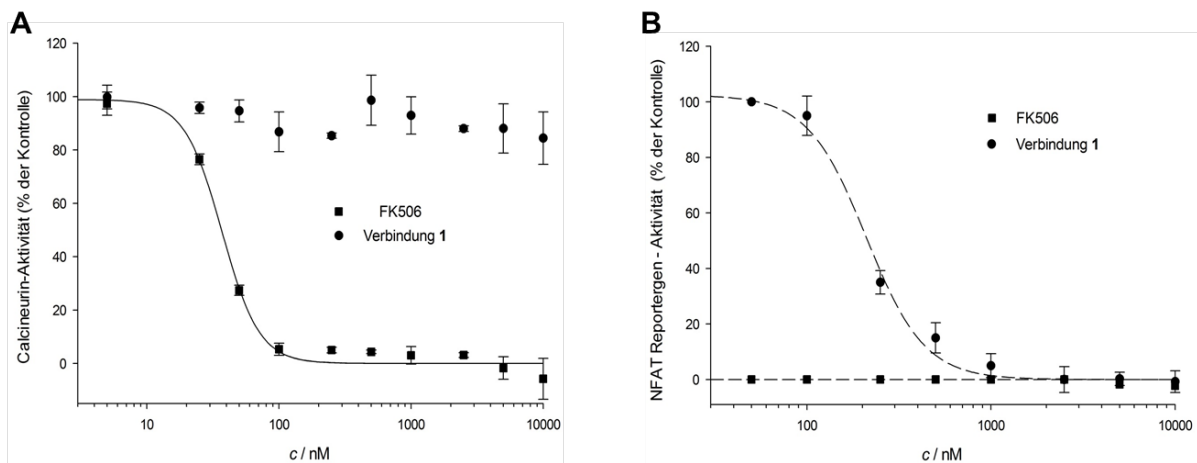 A
Calcineurin-Aktivität (% der Kontrolle)
120
100
80
60
40
20
0
FK506
Verbindung 1
10
100
1000
10000
c / nM
B
NFAT Reportergen - Aktivität (% der Kontrolle)
120
100
80
60
40
20
0
FK506
Verbindung 1
100
1000
10000
c / nM